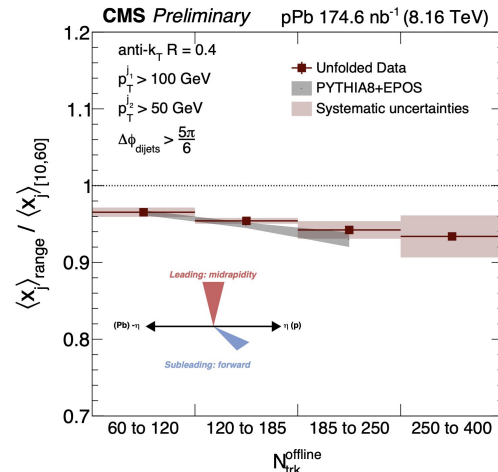 CMS Preliminary pPb 174.6 nb⁻¹ (8.16 TeV)
1.2
1.1
1
0.9
0.8
0.7
⟨xⱼ⟩range / ⟨xⱼ⟩[10,60]
anti-kT R = 0.4
pT^j1 > 100 GeV
pT^j2 > 50 GeV
Δϕdijets > 5π/6
Unfolded Data
PYTHIA8+EPOS
Systematic uncertainties
Leading: midrapidity
(Pb) -η
η (p)
Subleading: forward
60 to 120 120 to 185 185 to 250 250 to 400
N trk offline